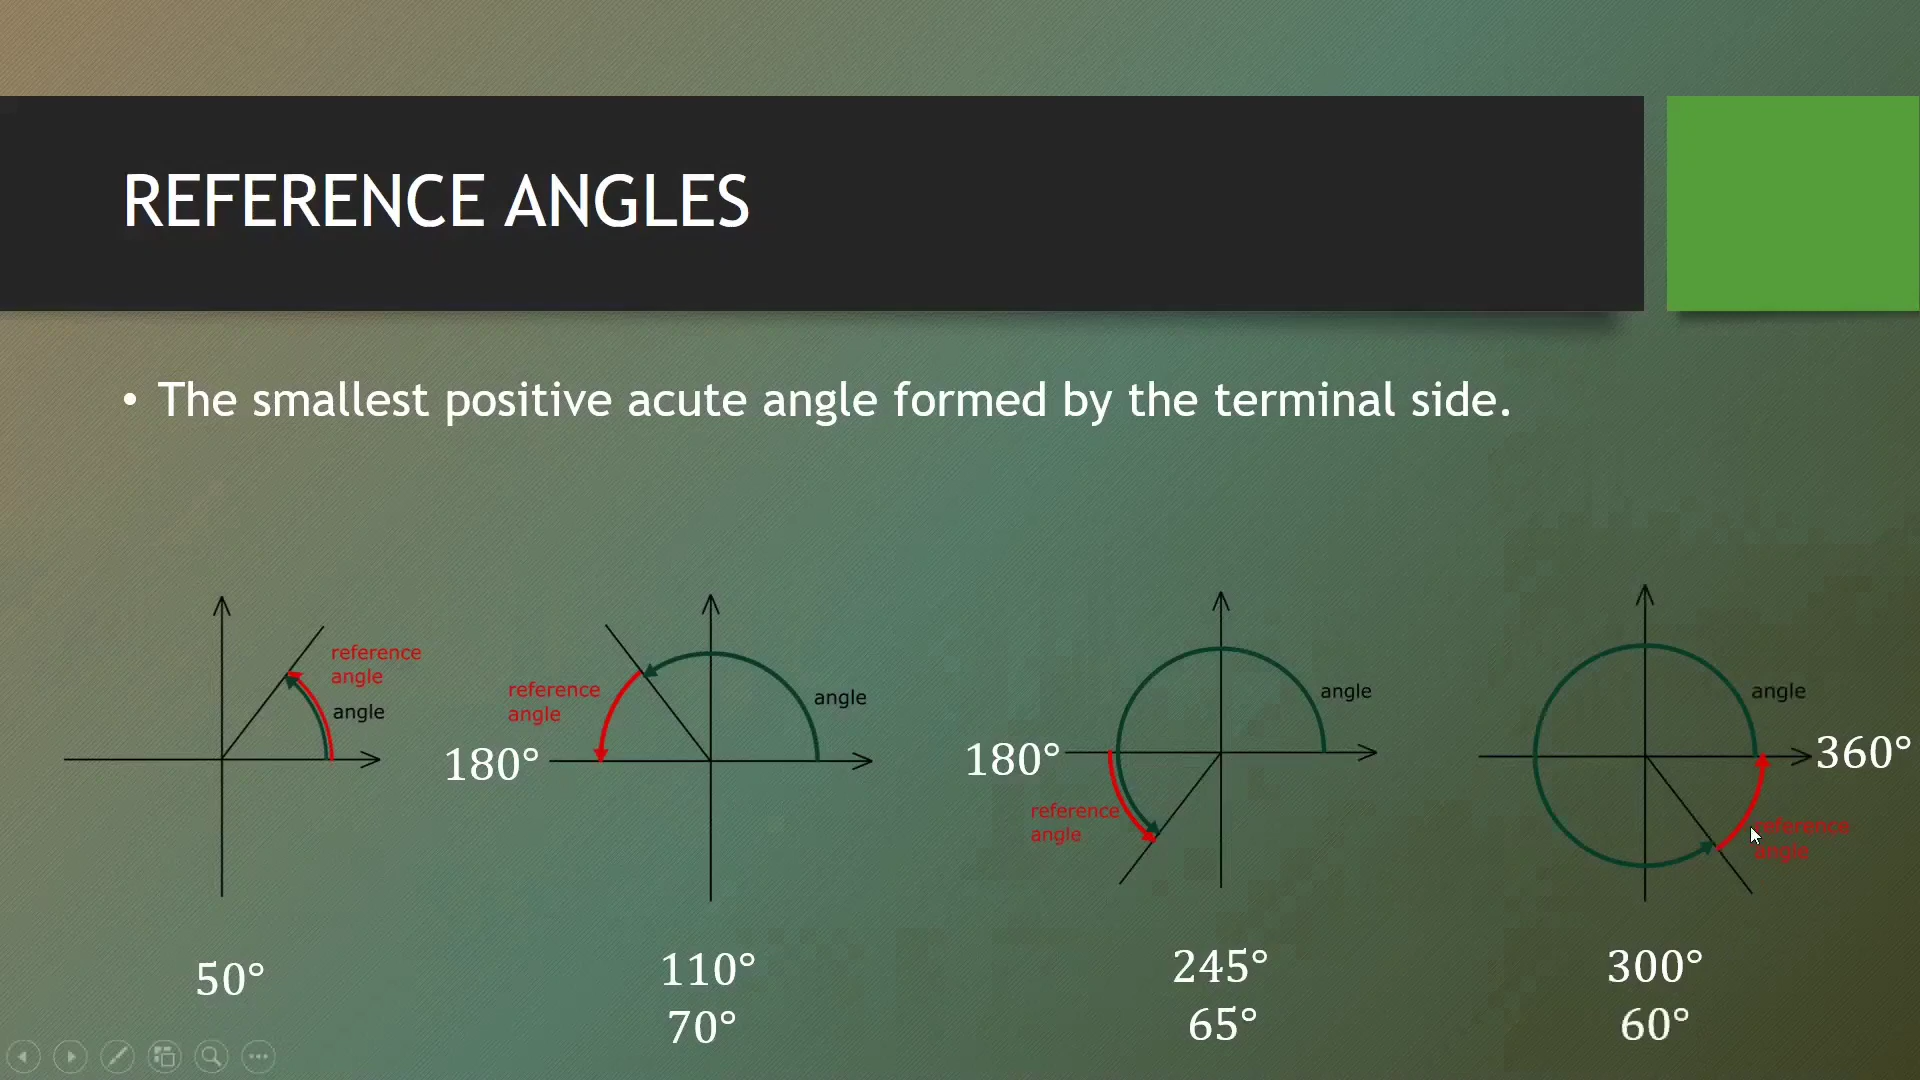 REFERENCE ANGLES
• The smallest positive acute angle formed by the terminal side.
reference
angle
angle
50°
reference
angle
angle
180°
110°
70°
angle
180°
reference
angle
245°
65°
angle
360°
reference
angle
300°
60°